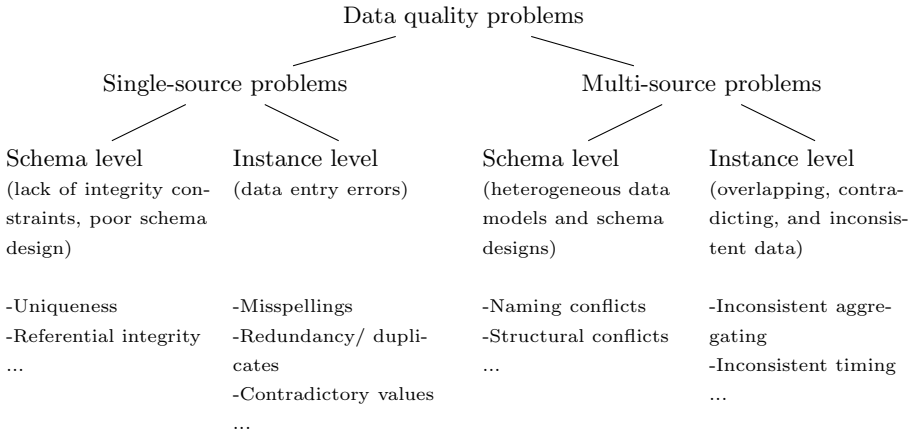 Data quality problems
Single-source problems
Multi-source problems
Schema level
(lack of integrity con-
straints, poor schema
design)
-Uniqueness
-Referential integrity
...
Instance level
(data entry errors)
-Misspellings
-Redundancy/ dupli-
cates
-Contradictory values
...
Schema level
(heterogeneous data
models and schema
designs)
-Naming conflicts
-Structural conflicts
...
Instance level
(overlapping, contra-
dicting, and inconsis-
tent data)
-Inconsistent aggre-
gating
-Inconsistent timing
...